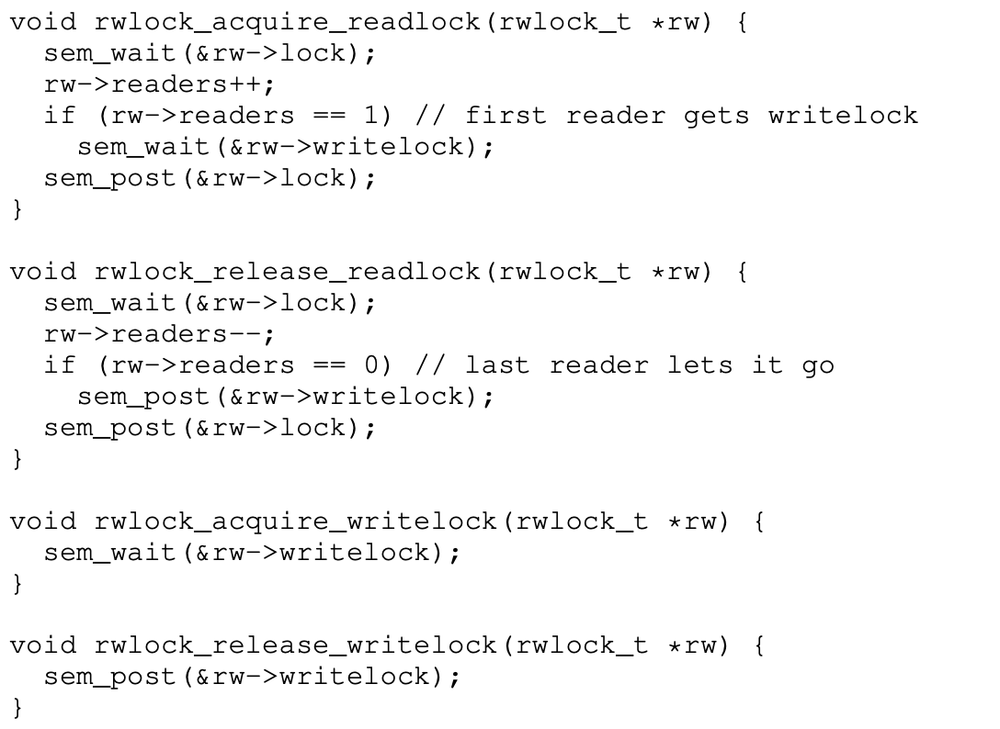 void rwlock_acquire_readlock(rwlock_t *rw) {
  sem_wait(&rw->lock);
  rw->readers++;
  if (rw->readers == 1) // first reader gets writelock
    sem_wait(&rw->writelock);
  sem_post(&rw->lock);
}

void rwlock_release_readlock(rwlock_t *rw) {
  sem_wait(&rw->lock);
  rw->readers--;
  if (rw->readers == 0) // last reader lets it go
    sem_post(&rw->writelock);
  sem_post(&rw->lock);
}

void rwlock_acquire_writelock(rwlock_t *rw) {
  sem_wait(&rw->writelock);
}

void rwlock_release_writelock(rwlock_t *rw) {
  sem_post(&rw->writelock);
}